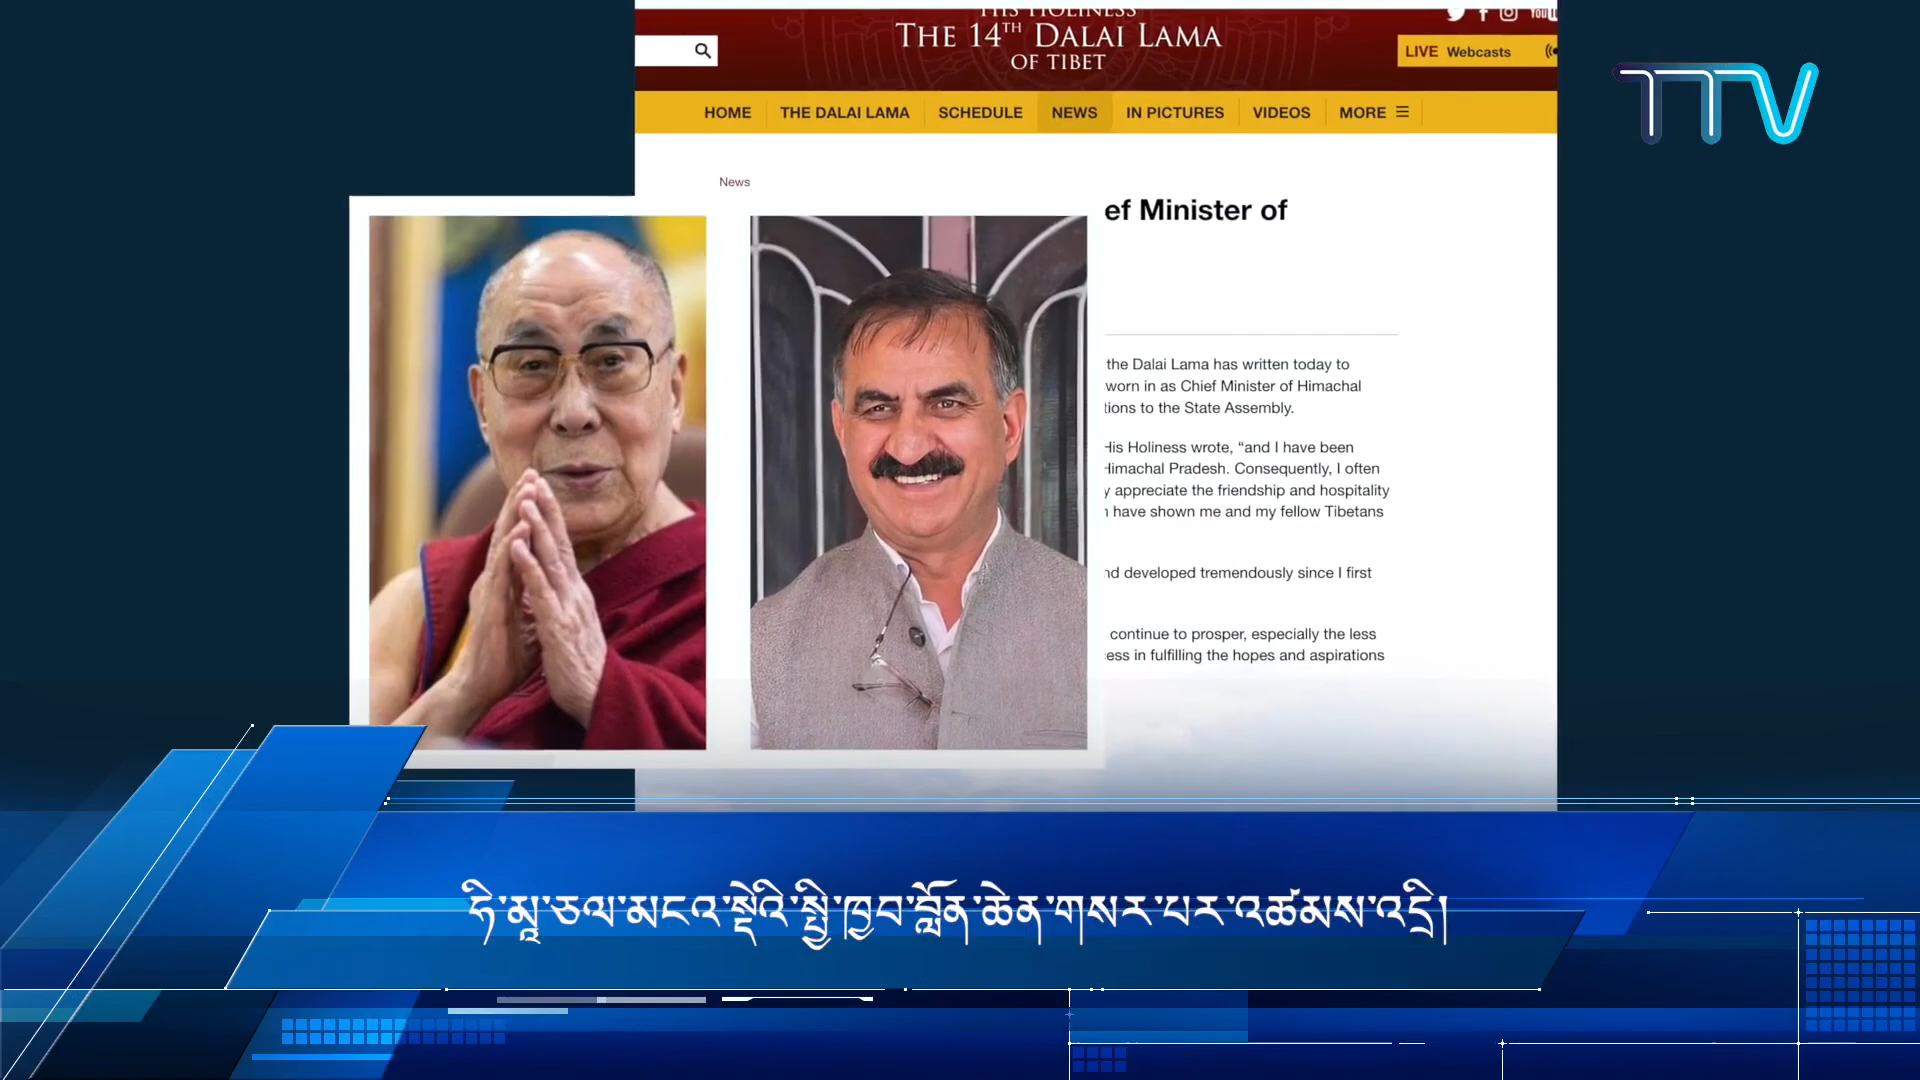 HIS HOLINESS
THE 14TH DALAI LAMA
OF TIBET
LIVE Webcasts
TTV
HOME THE DALAI LAMA SCHEDULE NEWS IN PICTURES VIDEOS MORE
News
ef Minister of
the Dalai Lama has written today to
worn in as Chief Minister of Himachal
tions to the State Assembly.
His Holiness wrote, “and I have been
Himachal Pradesh. Consequently, I often
y appreciate the friendship and hospitality
have shown me and my fellow Tibetans
nd developed tremendously since I first
continue to prosper, especially the less
ess in fulfilling the hopes and aspirations
ཧི་མཱ་ཅལ་མངའ་སྡེའི་སྤྱི་ཁྱབ་བློན་ཆེན་གསར་པར་འཚམས་འདྲི།